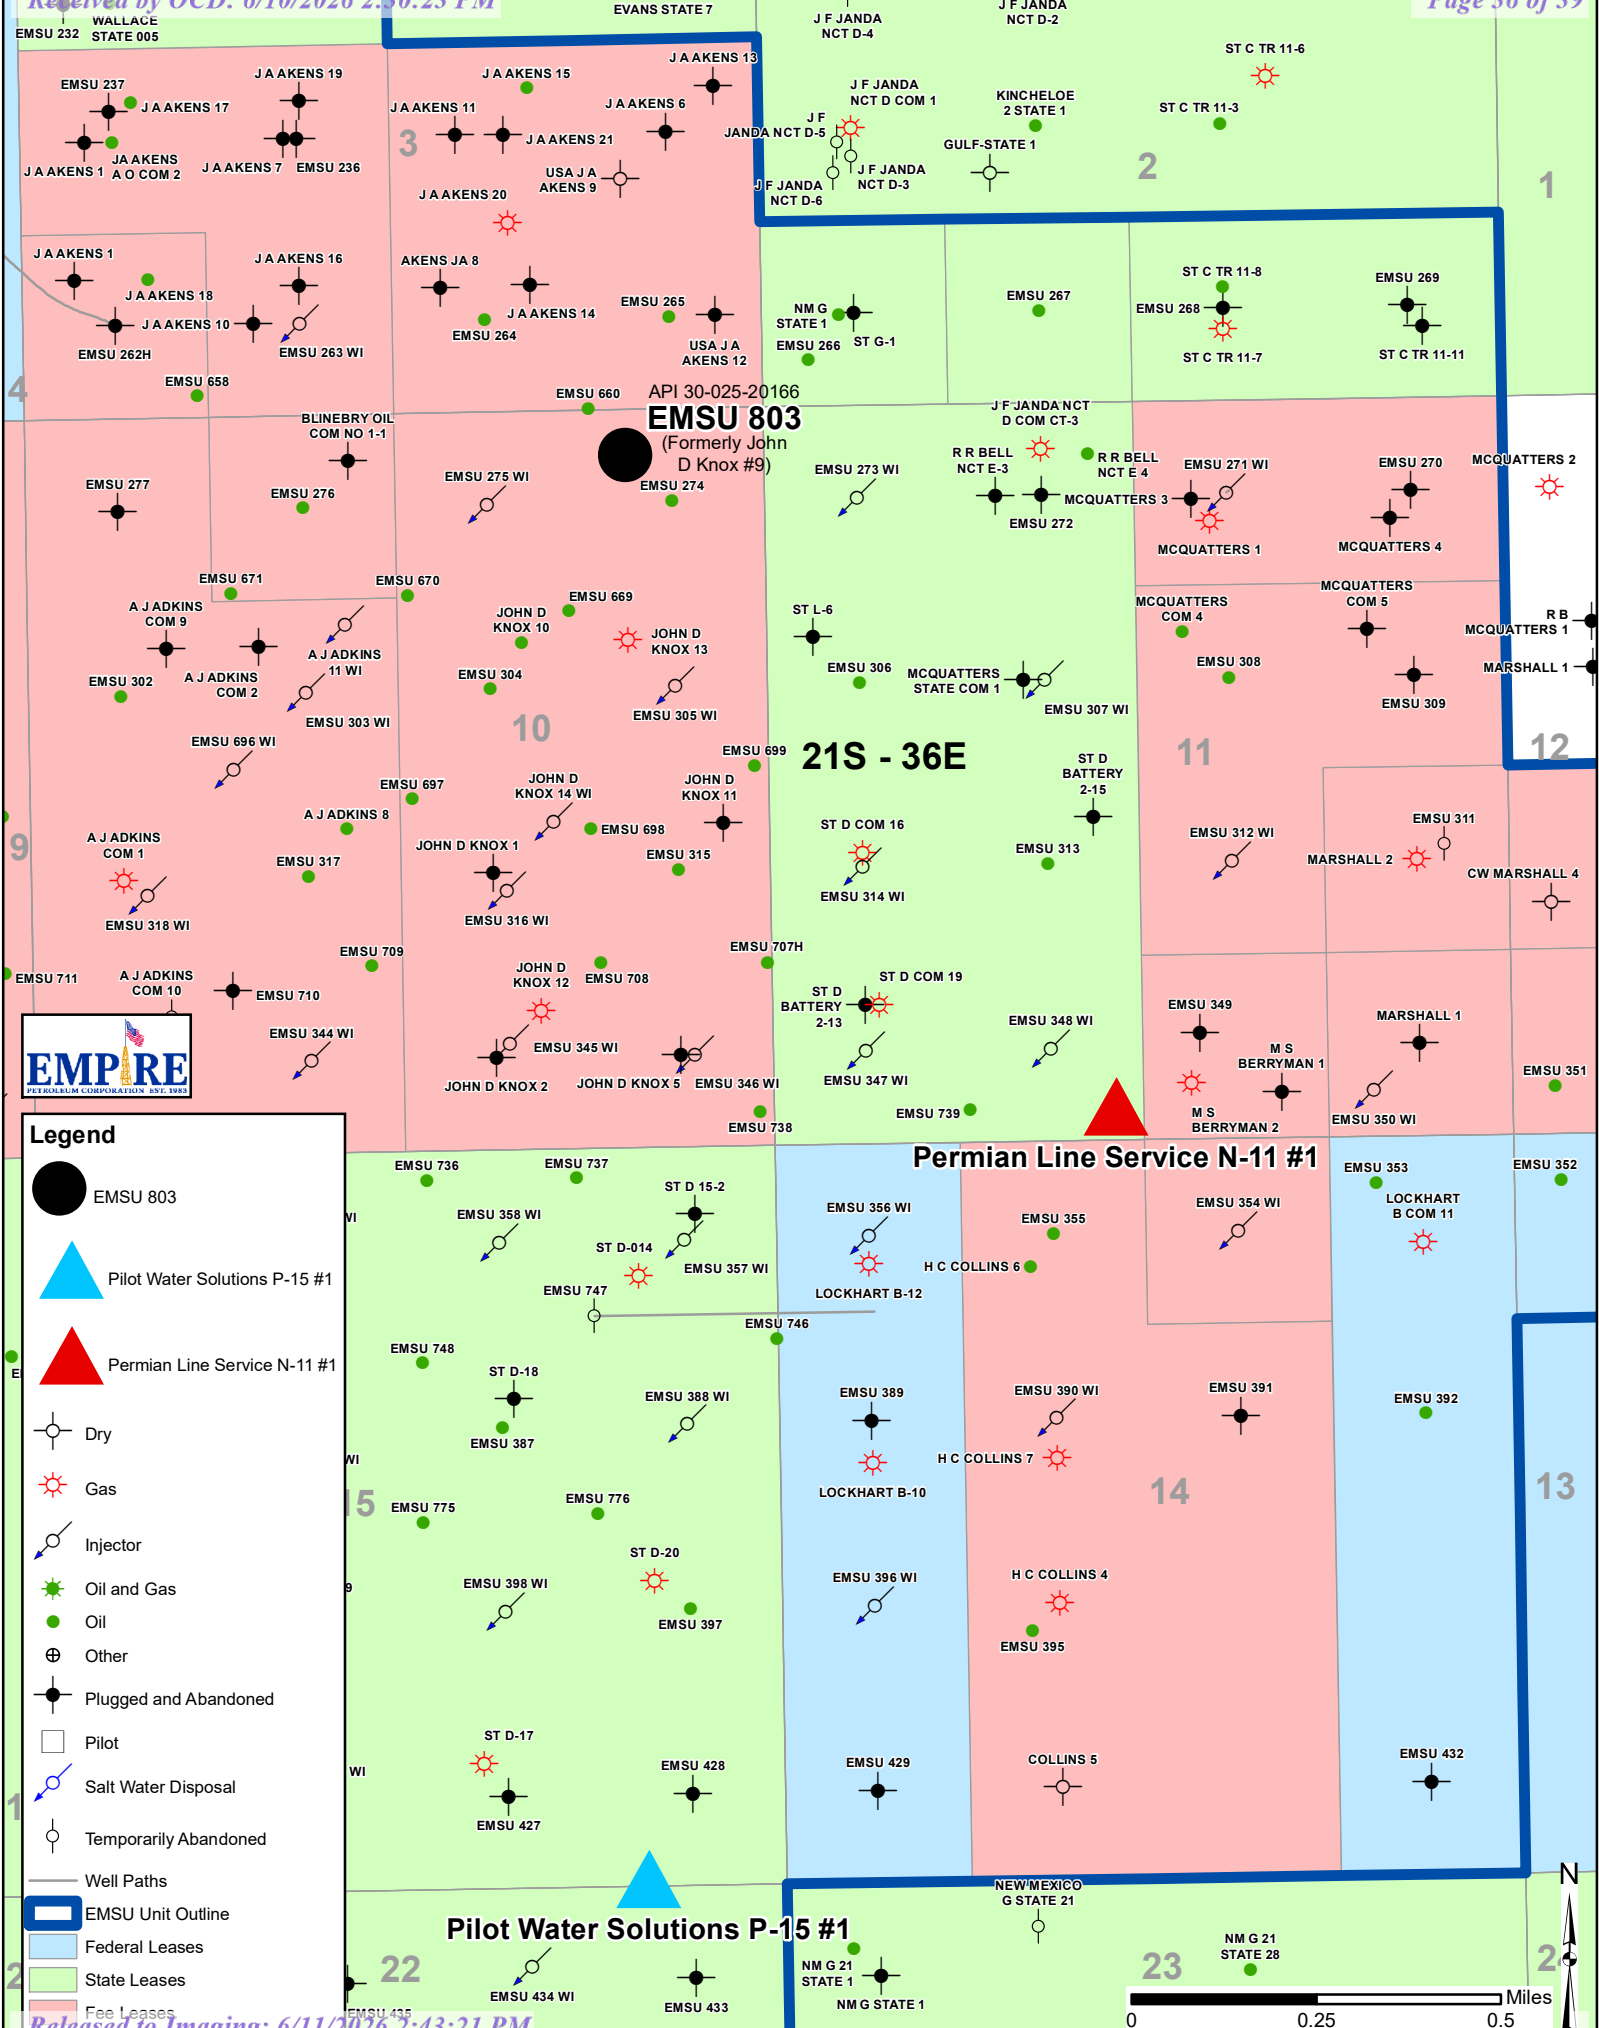 Received by OCD: 6/10/2026 2:30:23 PM
Page 36 of 39
EMSU 232
WALLACE
STATE 005
EVANS STATE 7
J F JANDA
NCT D-4
J F JANDA
NCT D-2
ST C TR 11-6
J A AKENS 13
J A AKENS 19
J A AKENS 15
EMSU 237
J A AKENS 17
J A AKENS 11
J A AKENS 6
J F JANDA
NCT D COM 1
KINCHELOE
2 STATE 1
ST C TR 11-3
3
J A AKENS 21
J F
JANDA NCT D-5
GULF-STATE 1
2
J A AKENS 1
JA AKENS
A O COM 2
J A AKENS 7
EMSU 236
USA J A
AKENS 9
J F JANDA
NCT D-3
J F JANDA
NCT D-6
1
J A AKENS 20
J A AKENS 1
J A AKENS 16
AKENS JA 8
ST C TR 11-8
EMSU 269
J A AKENS 18
EMSU 265
NM G
STATE 1
EMSU 267
EMSU 268
J A AKENS 10
J A AKENS 14
EMSU 264
ST G-1
EMSU 262H
EMSU 263 WI
USA J A
AKENS 12
EMSU 266
ST C TR 11-7
ST C TR 11-11
4
EMSU 658
EMSU 660
API 30-025-20166
EMSU 803
(Formerly John
D Knox #9)
BLINEBRY OIL
COM NO 1-1
J F JANDA NCT
D COM CT-3
R R BELL
NCT E-3
R R BELL
NCT E 4
EMSU 271 WI
EMSU 270
MCQUATTERS 2
EMSU 277
EMSU 276
EMSU 275 WI
EMSU 274
EMSU 273 WI
MCQUATTERS 3
EMSU 272
MCQUATTERS 1
MCQUATTERS 4
EMSU 671
EMSU 670
EMSU 669
MCQUATTERS
COM 5
A J ADKINS
COM 9
JOHN D
KNOX 10
JOHN D
KNOX 13
ST L-6
MCQUATTERS
COM 4
R B
MCQUATTERS 1
A J ADKINS
11 WI
A J ADKINS
COM 2
EMSU 302
EMSU 304
EMSU 306
MCQUATTERS
STATE COM 1
EMSU 308
MARSHALL 1
EMSU 303 WI
EMSU 305 WI
EMSU 307 WI
EMSU 309
10
EMSU 696 WI
EMSU 699
21S - 36E
11
12
ST D
BATTERY
2-15
EMSU 697
JOHN D
KNOX 14 WI
JOHN D
KNOX 11
A J ADKINS 8
EMSU 698
ST D COM 16
EMSU 312 WI
EMSU 311
9
A J ADKINS
COM 1
JOHN D KNOX 1
EMSU 317
EMSU 315
EMSU 313
MARSHALL 2
CW MARSHALL 4
EMSU 318 WI
EMSU 316 WI
EMSU 314 WI
EMSU 709
EMSU 707H
EMSU 711
A J ADKINS
COM 10
EMSU 710
JOHN D
KNOX 12
EMSU 708
ST D COM 19
ST D
BATTERY
2-13
EMSU 349
MARSHALL 1
EMSU 344 WI
EMSU 345 WI
EMSU 348 WI
M S
BERRYMAN 1
JOHN D KNOX 2
JOHN D KNOX 5
EMSU 346 WI
EMSU 347 WI
EMSU 351
EMSU 738
EMSU 739
M S
BERRYMAN 2
EMSU 350 WI
EMPIRE
PETROLEUM CORPORATION EST. 1983
Permian Line Service N-11 #1
EMSU 736
EMSU 737
EMSU 353
EMSU 352
ST D 15-2
EMSU 356 WI
EMSU 354 WI
LOCKHART
B COM 11
WI
EMSU 358 WI
EMSU 355
ST D-014
EMSU 357 WI
H C COLLINS 6
EMSU 747
LOCKHART B-12
EMSU 746
EMSU 748
ST D-18
EMSU 388 WI
EMSU 389
EMSU 390 WI
EMSU 391
EMSU 392
EMSU 387
WI
H C COLLINS 7
LOCKHART B-10
15
14
13
EMSU 775
EMSU 776
ST D-20
H C COLLINS 4
9
EMSU 398 WI
EMSU 396 WI
EMSU 397
EMSU 395
ST D-17
EMSU 428
EMSU 429
COLLINS 5
EMSU 432
WI
EMSU 427
Pilot Water Solutions P-15 #1
NEW MEXICO
G STATE 21
22
NM G 21
STATE 1
NM G 21
STATE 28
23
EMSU 434 WI
EMSU 433
NM G STATE 1
EMSU 435
Legend
EMSU 803
Pilot Water Solutions P-15 #1
Permian Line Service N-11 #1
Dry
Gas
Injector
Oil and Gas
Oil
Other
Plugged and Abandoned
Pilot
Salt Water Disposal
Temporarily Abandoned
Well Paths
EMSU Unit Outline
Federal Leases
State Leases
Fee Leases
N
Miles
0 0.25 0.5
Released to Imaging: 6/11/2026 2:43:21 PM